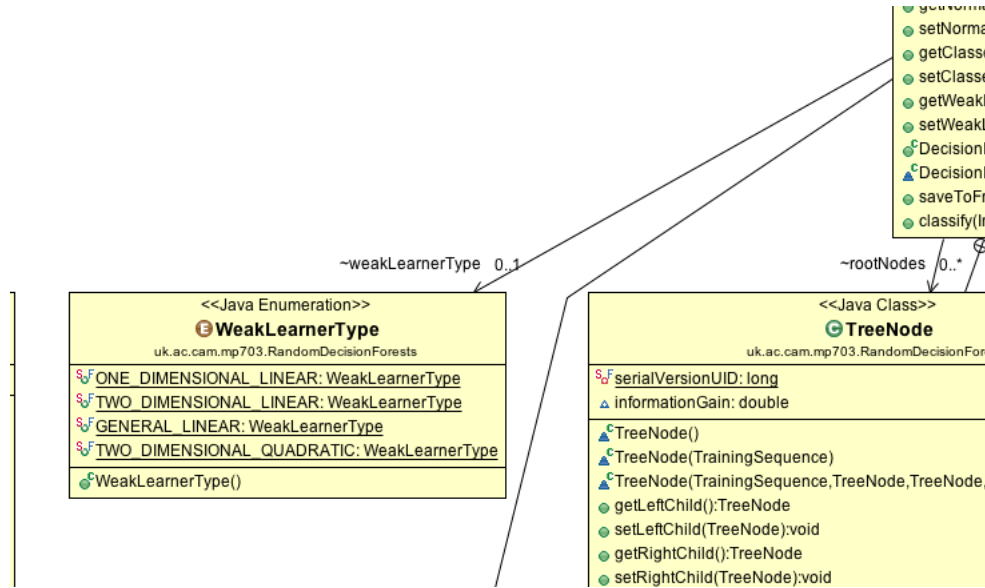 setNorma
getClasse
setClasse
getWeak
setWeak
Decision
Decision
saveToFr
classify(I
~weakLearnerType 0..1
~rootNodes 0..*
<<Java Enumeration>>
WeakLearnerType
uk.ac.cam.mp703.RandomDecisionForests
ONE_DIMENSIONAL_LINEAR: WeakLearnerType
TWO_DIMENSIONAL_LINEAR: WeakLearnerType
GENERAL_LINEAR: WeakLearnerType
TWO_DIMENSIONAL_QUADRATIC: WeakLearnerType
WeakLearnerType()
<<Java Class>>
TreeNode
uk.ac.cam.mp703.RandomDecisionFor
serialVersionUID: long
informationGain: double
TreeNode()
TreeNode(TrainingSequence)
TreeNode(TrainingSequence,TreeNode,TreeNode,
getLeftChild():TreeNode
setLeftChild(TreeNode):void
getRightChild():TreeNode
setRightChild(TreeNode):void